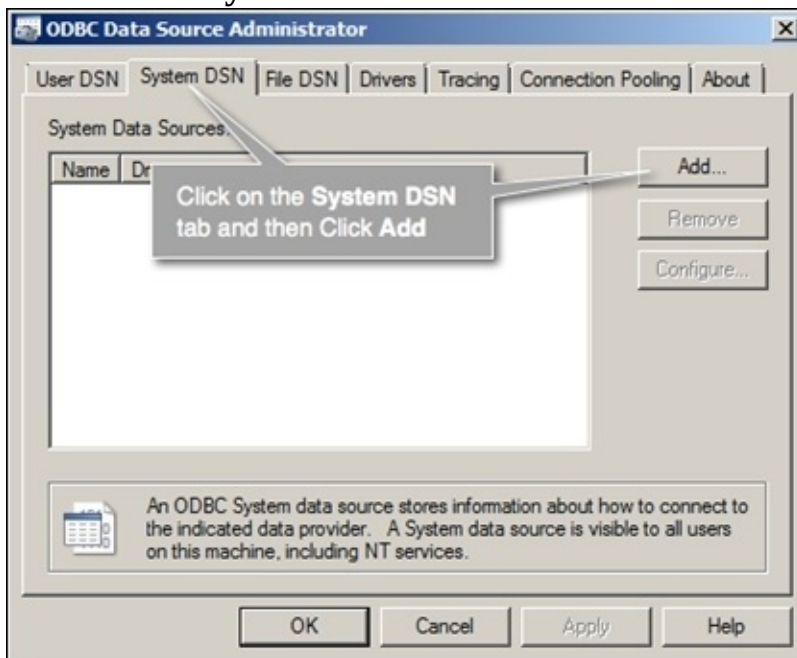 ODBC Data Source Administrator
User DSN System DSN File DSN Drivers Tracing Connection Pooling About
System Data Sources:
Name
Click on the System DSN
tab and then Click Add
Add...
Remove
Configure...
An ODBC System data source stores information about how to connect to
the indicated data provider. A System data source is visible to all users
on this machine, including NT services.
OK Cancel Apply Help